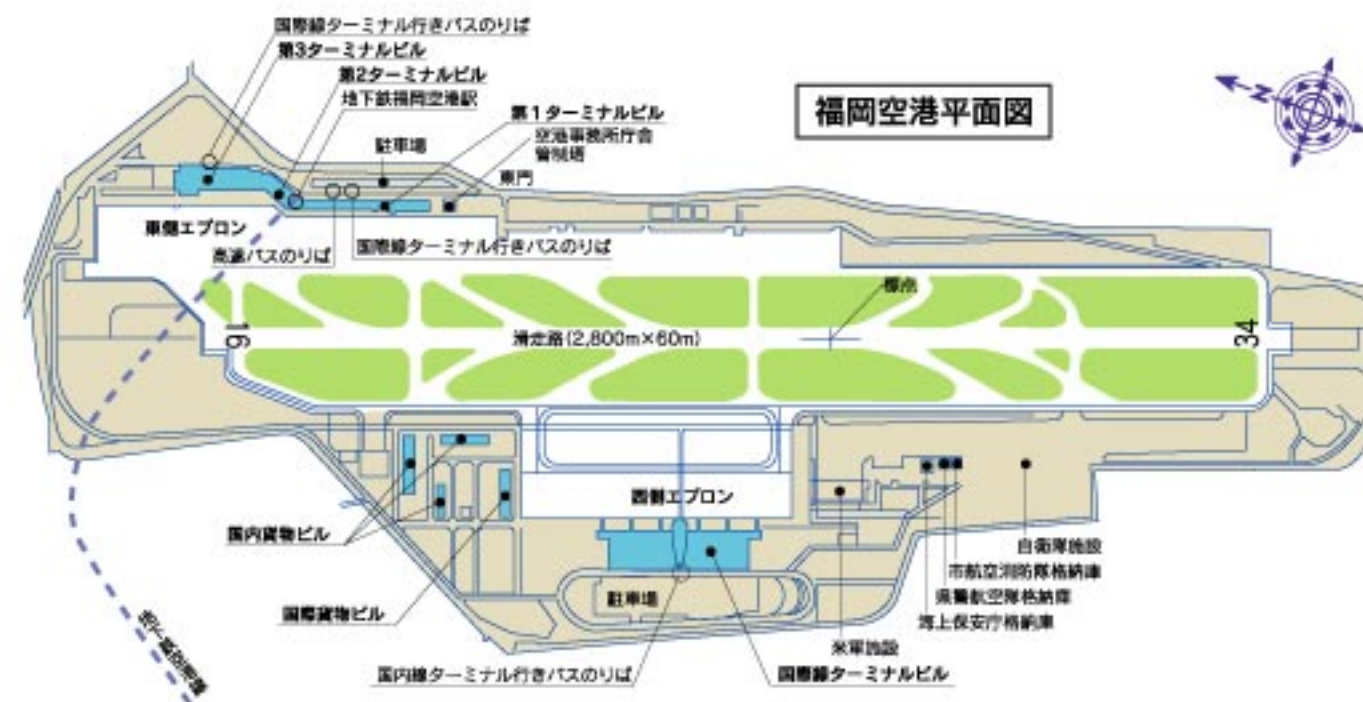 国際線ターミナル行きバスのりば
第3ターミナルビル
第2ターミナルビル
地下鉄福岡空港駅
第1ターミナルビル
空港事務所庁舎
管制塔
駐車場
東門
福岡空港平面図
N
東側エプロン
高速バスのりば
国際線ターミナル行きバスのりば
標点
16
滑走路(2,800m×60m)
34
西側エプロン
国内貨物ビル
国際貨物ビル
駐車場
自衛隊施設
市航空消防隊格納庫
県警航空隊格納庫
海上保安庁格納庫
米軍施設
国内線ターミナル行きバスのりば
国際線ターミナルビル